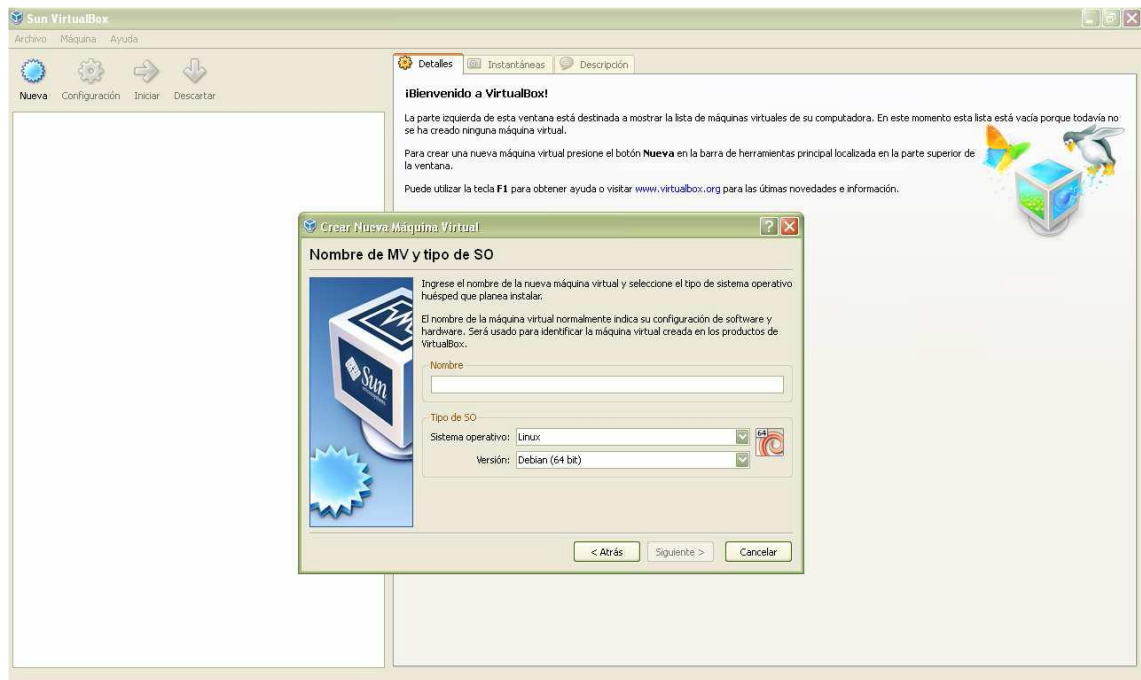 Sun VirtualBox
Archivo Máquina Ayuda
Nueva Configuración Iniciar Descartar
Detalles Instantáneas Descripción
¡Bienvenido a VirtualBox!
La parte izquierda de esta ventana está destinada a mostrar la lista de máquinas virtuales de su computadora. En este momento esta lista está vacía porque todavía no
se ha creado ninguna máquina virtual.
Para crear una nueva máquina virtual presione el botón Nueva en la barra de herramientas principal localizada en la parte superior de
la ventana.
Puede utilizar la tecla F1 para obtener ayuda o visitar www.virtualbox.org para las útimas novedades e información.
Crear Nueva Máquina Virtual
Nombre de MV y tipo de SO
Ingrese el nombre de la nueva máquina virtual y seleccione el tipo de sistema operativo
huésped que planea instalar.
El nombre de la máquina virtual normalmente indica su configuración de software y
hardware. Será usado para identificar la máquina virtual creada en los productos de
VirtualBox.
Sun
Nombre
Tipo de SO
Sistema operativo: Linux
64
Versión: Debian (64 bit)
< Atrás Siguiente > Cancelar